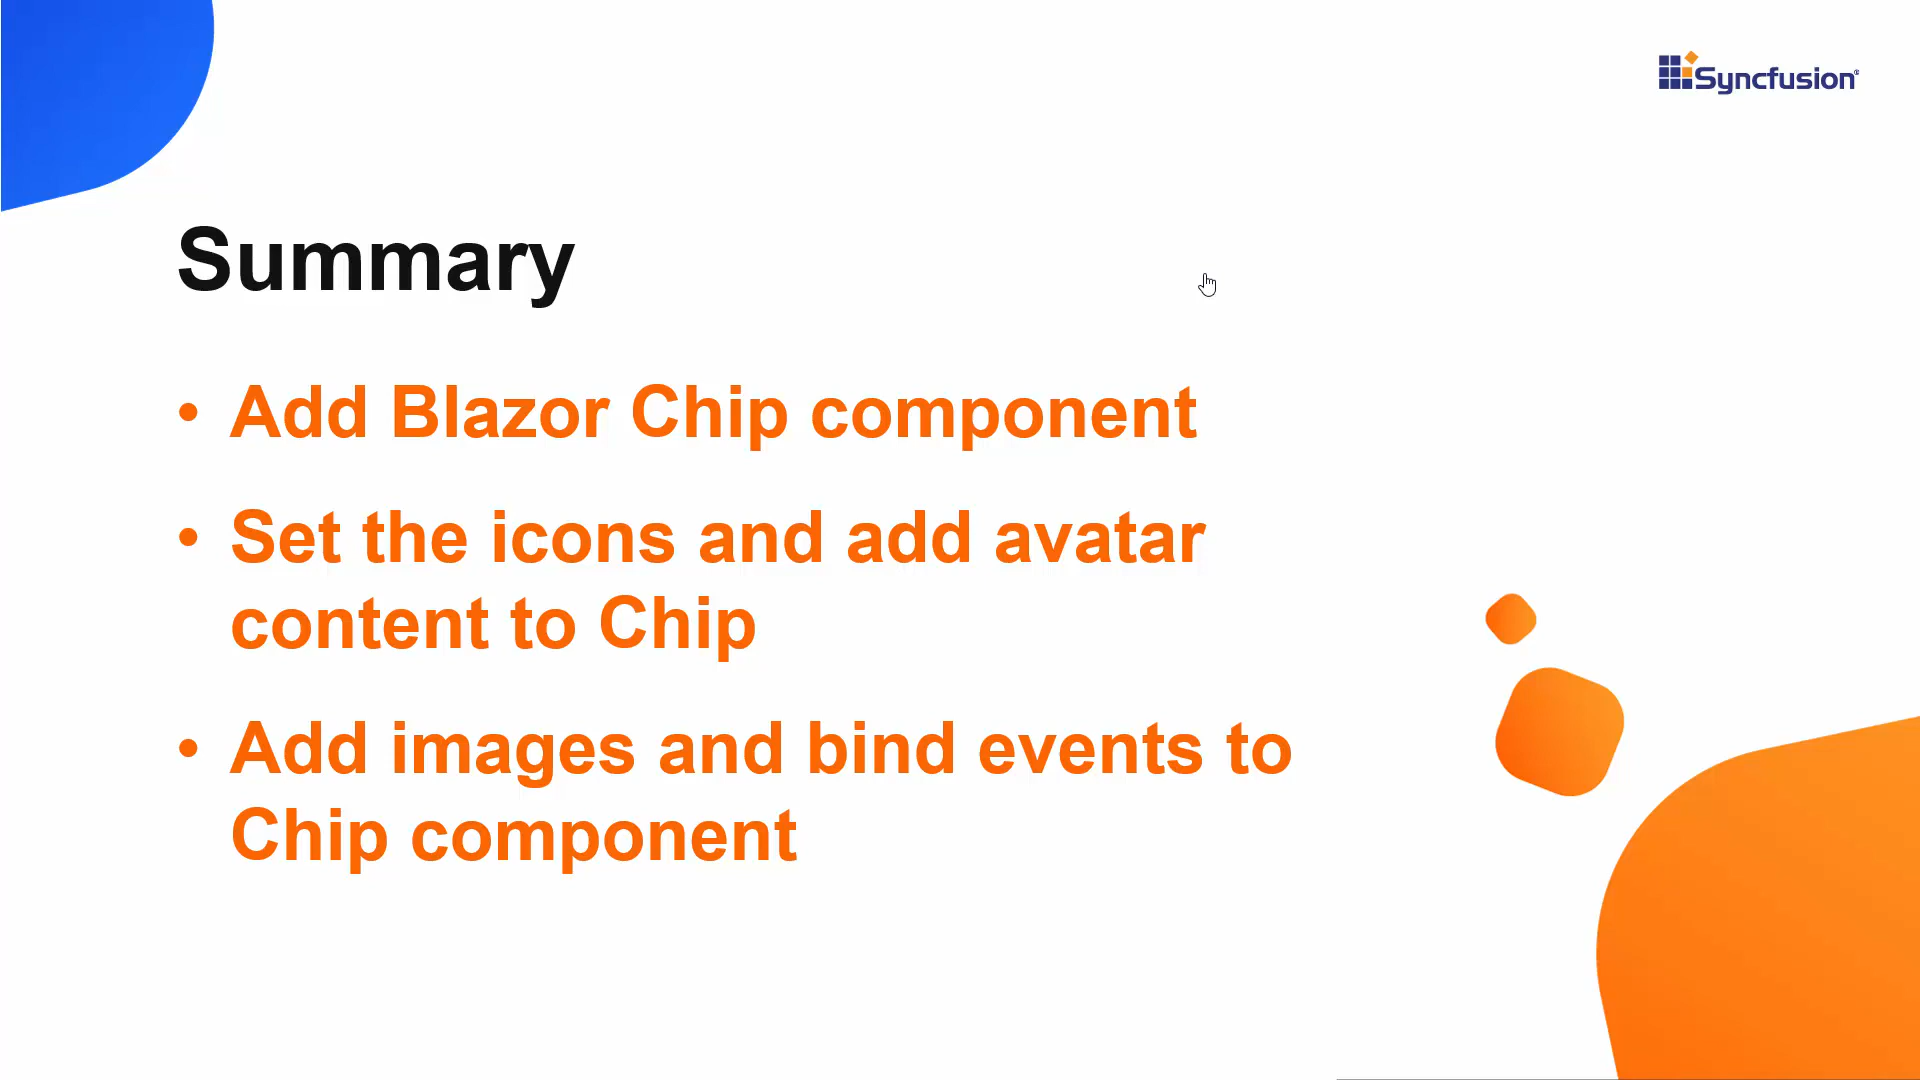 Syncfusion®
Summary
• Add Blazor Chip component
• Set the icons and add avatar
content to Chip
• Add images and bind events to
Chip component